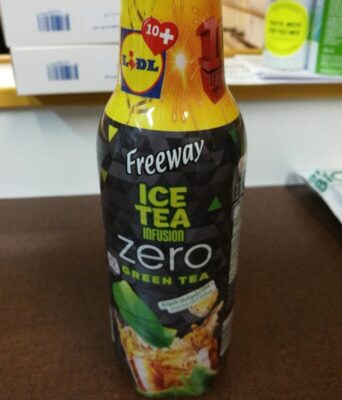 10+
LIDL
Freeway
ICE
TEA
INFUSION
zero
GREEN TEA